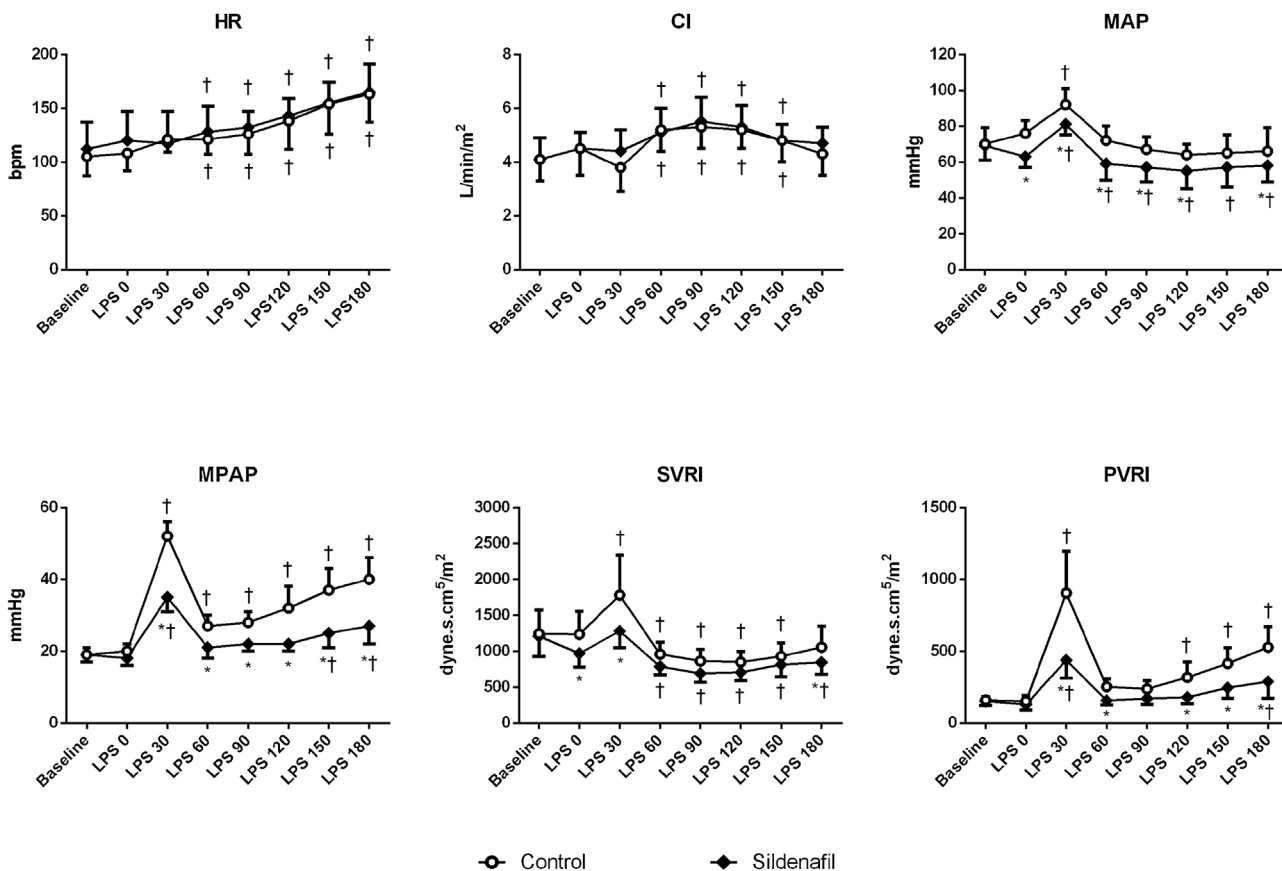 HR
200
150
100
50
0
bpm
† † † † †
† † † † †
Baseline
LPS 0
LPS 30
LPS 60
LPS 90
LPS120
LPS 150
LPS180
CI
8
6
4
2
0
L/min/m²
† † † †
† † † †
Baseline
LPS 0
LPS 30
LPS 60
LPS 90
LPS 120
LPS 150
LPS 180
MAP
120
100
80
60
40
20
0
mmHg
†
* *† *† *† *† † *†
Baseline
LPS 0
LPS 30
LPS 60
LPS 90
LPS 120
LPS 150
LPS 180
MPAP
60
40
20
0
mmHg
† † † † † †
*† * * * *† *†
Baseline
LPS 0
LPS 30
LPS 60
LPS 90
LPS 120
LPS 150
LPS 180
SVRI
3000
2500
2000
1500
1000
500
0
dyne.s.cm⁵/m²
† † † † †
* * † † † † *†
Baseline
LPS 0
LPS 30
LPS 60
LPS 90
LPS 120
LPS 150
LPS 180
PVRI
1500
1000
500
0
dyne.s.cm⁵/m²
† † † †
*† * * * *†
Baseline
LPS 0
LPS 30
LPS 60
LPS 90
LPS 120
LPS 150
LPS 180
Control
Sildenafil